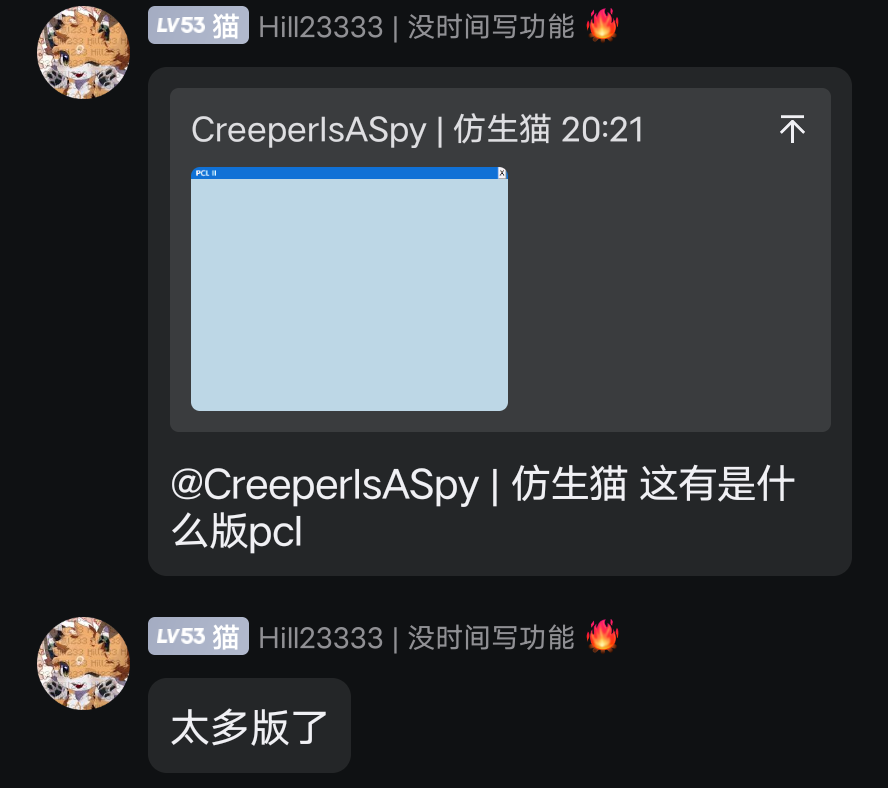 LV53 猫 Hill23333 | 没时间写功能 🔥
CreeperIsASpy | 仿生猫 20:21
PCL II X
@CreeperIsASpy | 仿生猫 这有是什
么版pcl
LV53 猫 Hill23333 | 没时间写功能 🔥
太多版了